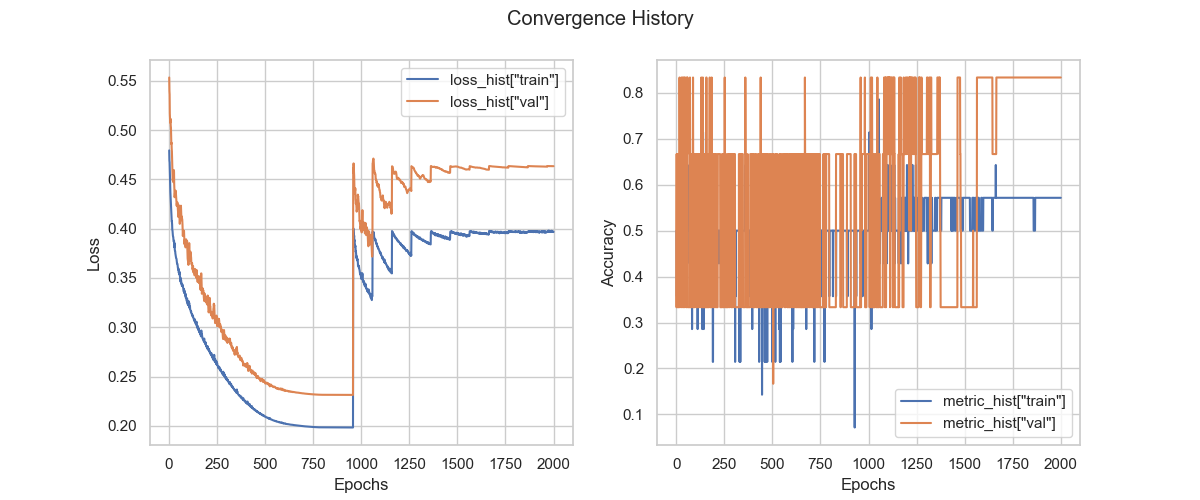 Convergence History
loss_hist["train"]
loss_hist["val"]
Loss
0.55
0.50
0.45
0.40
0.35
0.30
0.25
0.20
0 250 500 750 1000 1250 1500 1750 2000
Epochs
Accuracy
0.8
0.7
0.6
0.5
0.4
0.3
0.2
0.1
metric_hist["train"]
metric_hist["val"]
0 250 500 750 1000 1250 1500 1750 2000
Epochs